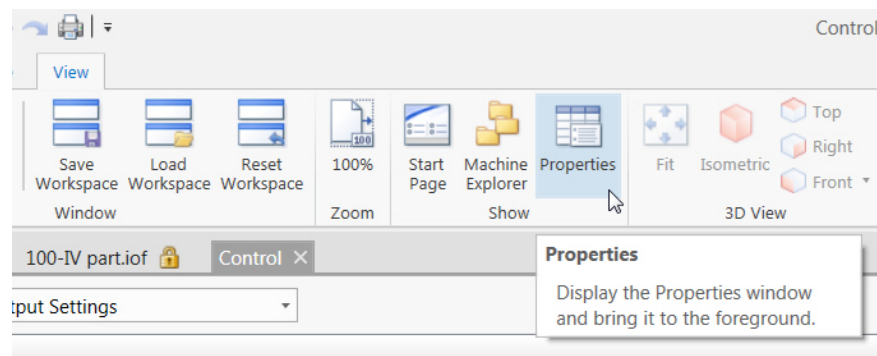 Control
View
Save Workspace
Load Workspace
Reset Workspace
100
100%
Start Page
Machine Explorer
Properties
Fit
Isometric
Top
Right
Front
Window
Zoom
Show
3D View
100-IV part.iof
Control
Properties
tput Settings
Display the Properties window
and bring it to the foreground.